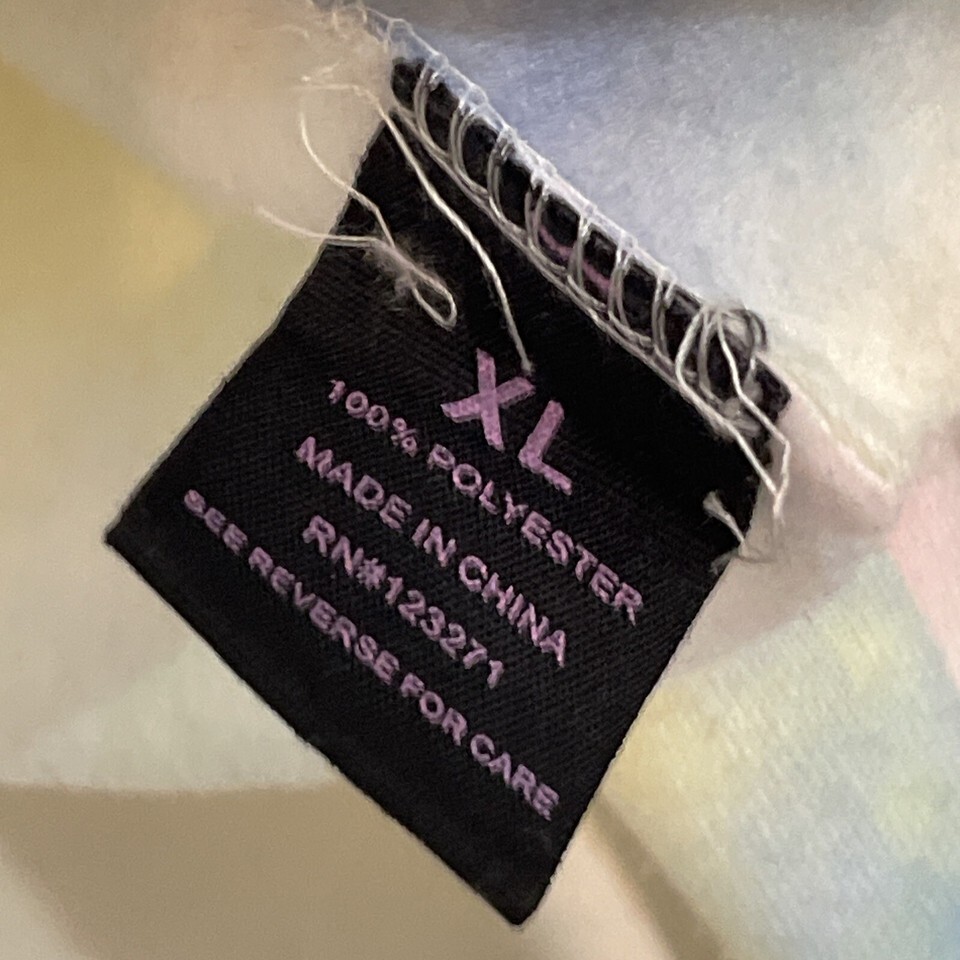 XL
100% POLYESTER
MADE IN CHINA
RN#123271
SEE REVERSE FOR CARE